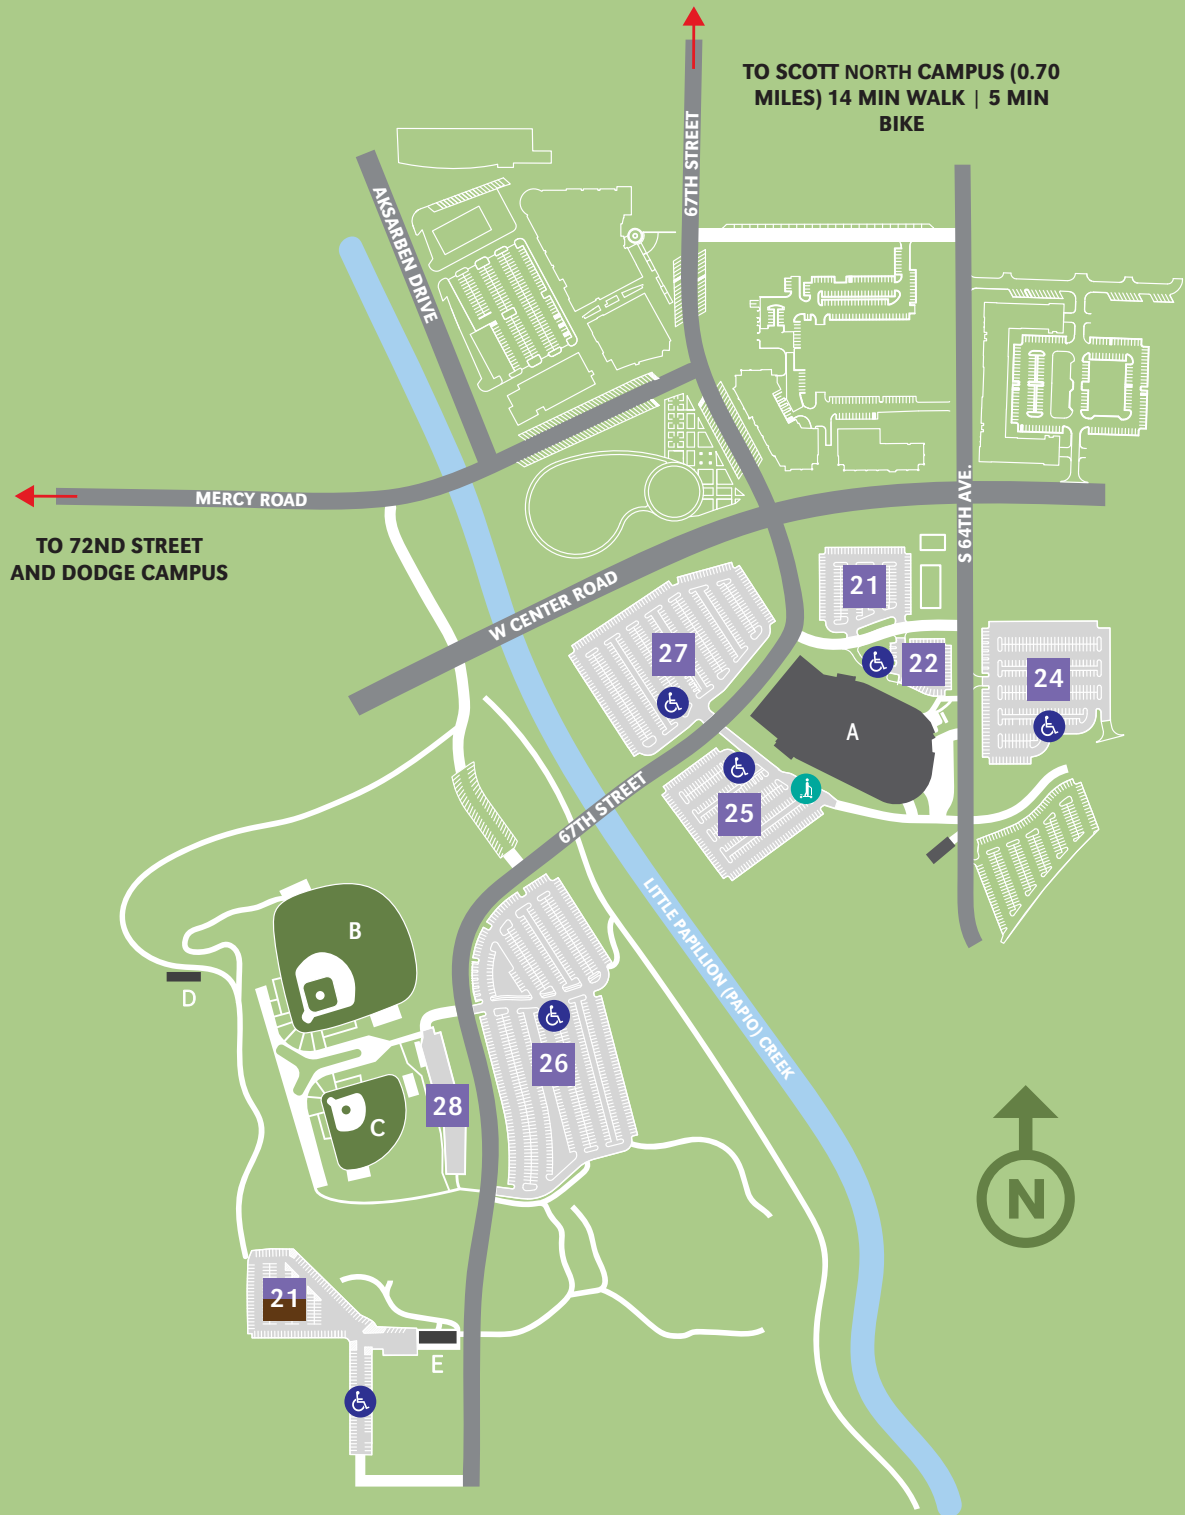 TO SCOTT NORTH CAMPUS (0.70
MILES) 14 MIN WALK | 5 MIN
BIKE
67TH STREET
AKSARBEN DRIVE
MERCY ROAD
TO 72ND STREET
AND DODGE CAMPUS
S 64TH AVE.
W CENTER ROAD
21
27
22
24
A
25
67TH STREET
LITTLE PAPILLION (PAPIO) CREEK
B
D
26
28
C
N
21
E